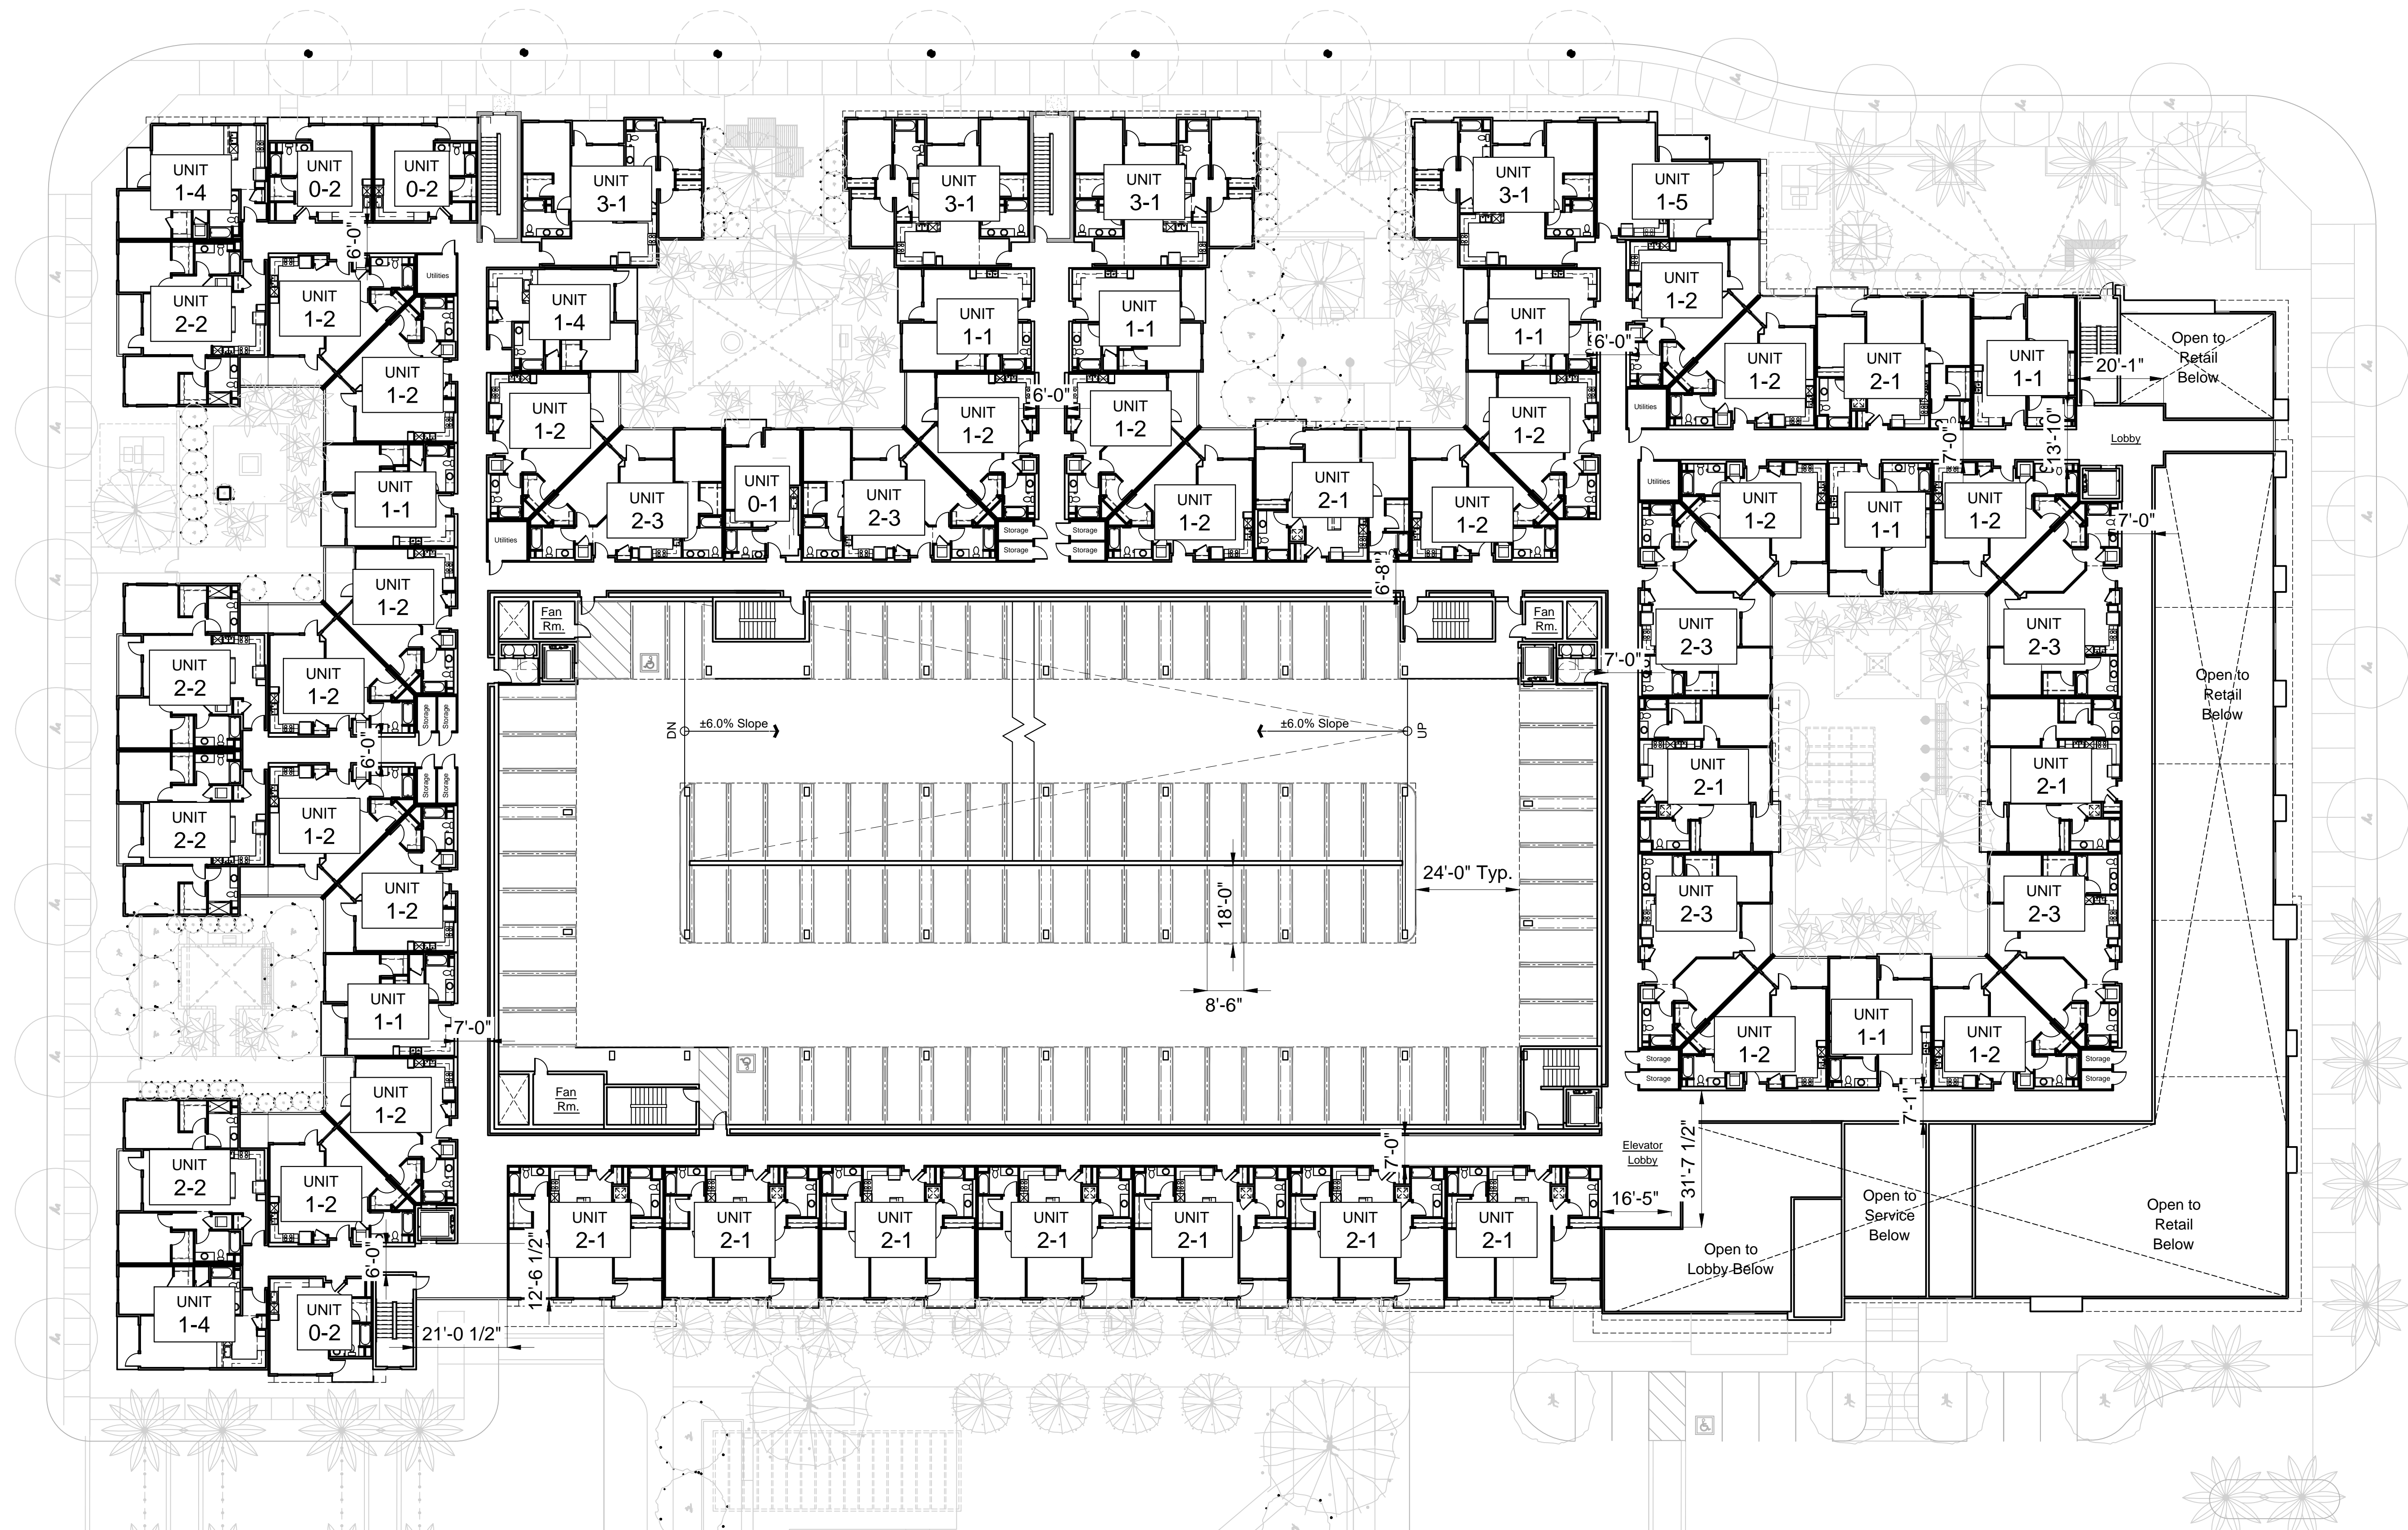 UNIT
1-4
UNIT
0-2
UNIT
0-2
UNIT
3-1
UNIT
3-1
UNIT
3-1
UNIT
3-1
UNIT
1-5
6'-0"
Utilities
UNIT
2-2
UNIT
1-2
UNIT
1-4
UNIT
1-1
UNIT
1-1
UNIT
1-1
6'-0"
UNIT
1-2
UNIT
1-2
UNIT
2-1
UNIT
1-1
20'-1"
Open to
Retail
Below
UNIT
1-2
UNIT
1-2
UNIT
1-2
6'-0"
UNIT
1-2
UNIT
1-2
Utilities
7'-0"
13'-10"
Lobby
UNIT
1-1
UNIT
2-3
UNIT
0-1
UNIT
2-3
UNIT
1-2
UNIT
2-1
UNIT
1-2
Utilities
UNIT
1-2
UNIT
1-1
UNIT
1-2
7'-0"
Utilities
Storage
Storage
Storage
Storage
6'-8"
UNIT
1-2
Fan
Rm.
Fan
Rm.
UNIT
2-3
UNIT
2-3
7'-0"
UNIT
2-2
UNIT
1-2
Storage
Storage
6'-0"
Storage
Storage
DN
±6.0% Slope
±6.0% Slope
UP
Open to
Retail
Below
UNIT
2-1
UNIT
2-1
UNIT
2-2
UNIT
1-2
UNIT
1-2
24'-0" Typ.
18'-0"
8'-6"
UNIT
2-3
UNIT
2-3
UNIT
1-1
7'-0"
UNIT
1-2
UNIT
1-1
UNIT
1-2
Storage
Storage
Storage
Storage
UNIT
1-2
Fan
Rm.
7'-0"
7'-1"
Elevator
Lobby
31'-7 1/2"
16'-5"
UNIT
2-2
UNIT
1-2
6'-0"
UNIT
2-1
UNIT
2-1
UNIT
2-1
UNIT
2-1
UNIT
2-1
UNIT
2-1
UNIT
2-1
Open to
Lobby Below
Open to
Service
Below
Open to
Retail
Below
12'-6 1/2"
UNIT
1-4
UNIT
0-2
21'-0 1/2"